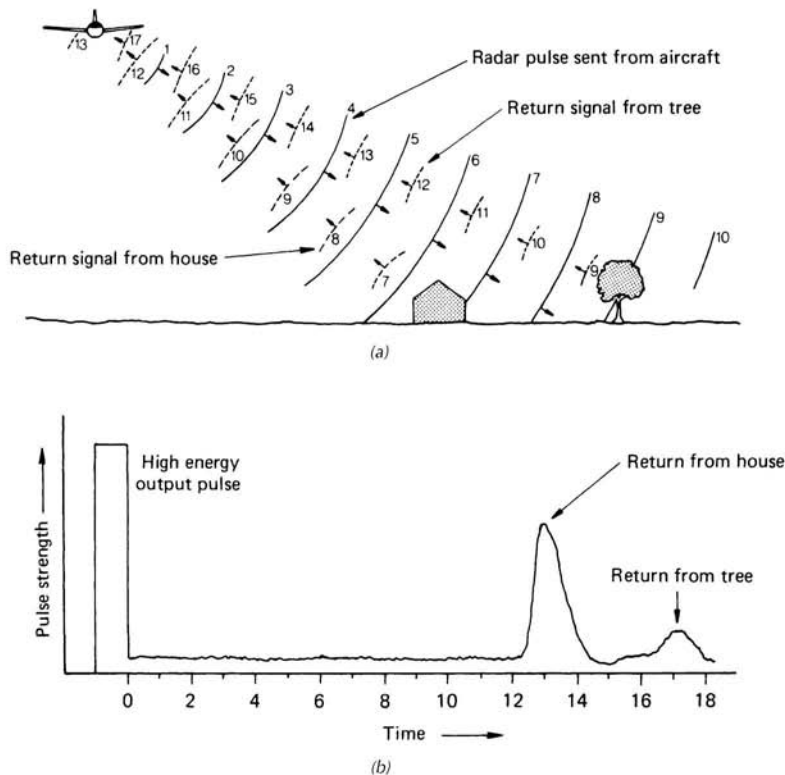 13
17
12
1
16
11
2
15
10
3
14
9
4
13
8
5
12
7
6
11
7
10
8
9
9
10
Radar pulse sent from aircraft
Return signal from tree
Return signal from house
(a)
Pulse strength
High energy
output pulse
Return from house
Return from tree
0 2 4 6 8 10 12 14 16 18
Time
(b)